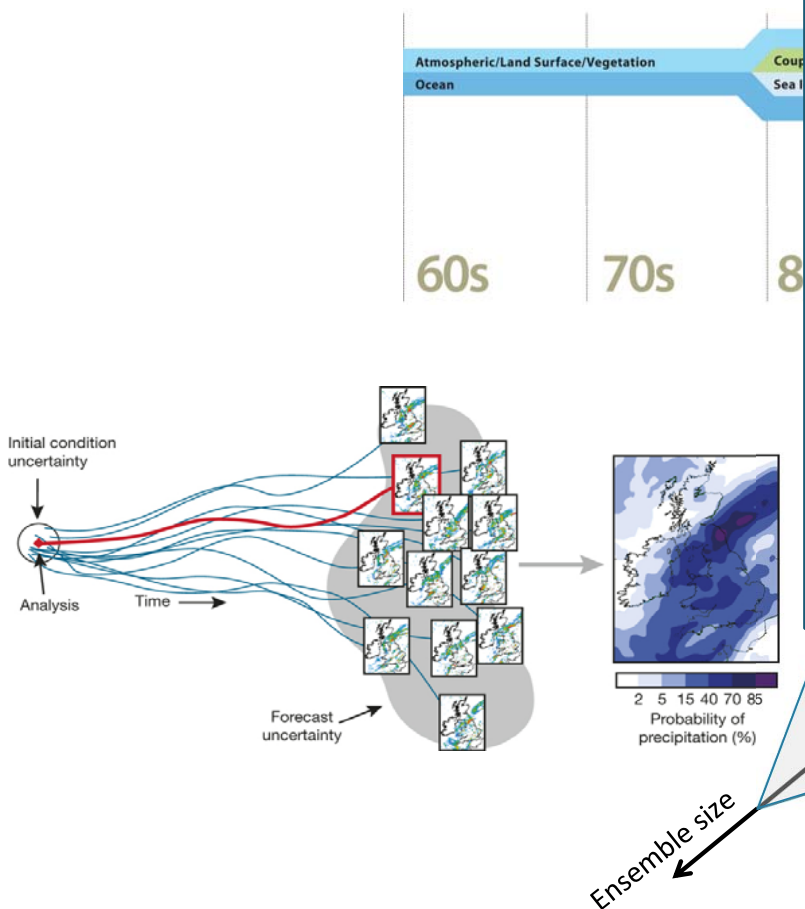 Atmospheric/Land Surface/Vegetation
Ocean
60s
70s
Initial condition
uncertainty
Analysis
Time
Forecast
uncertainty
2 5 15 40 70 85
Probability of
precipitation (%)
Ensemble size